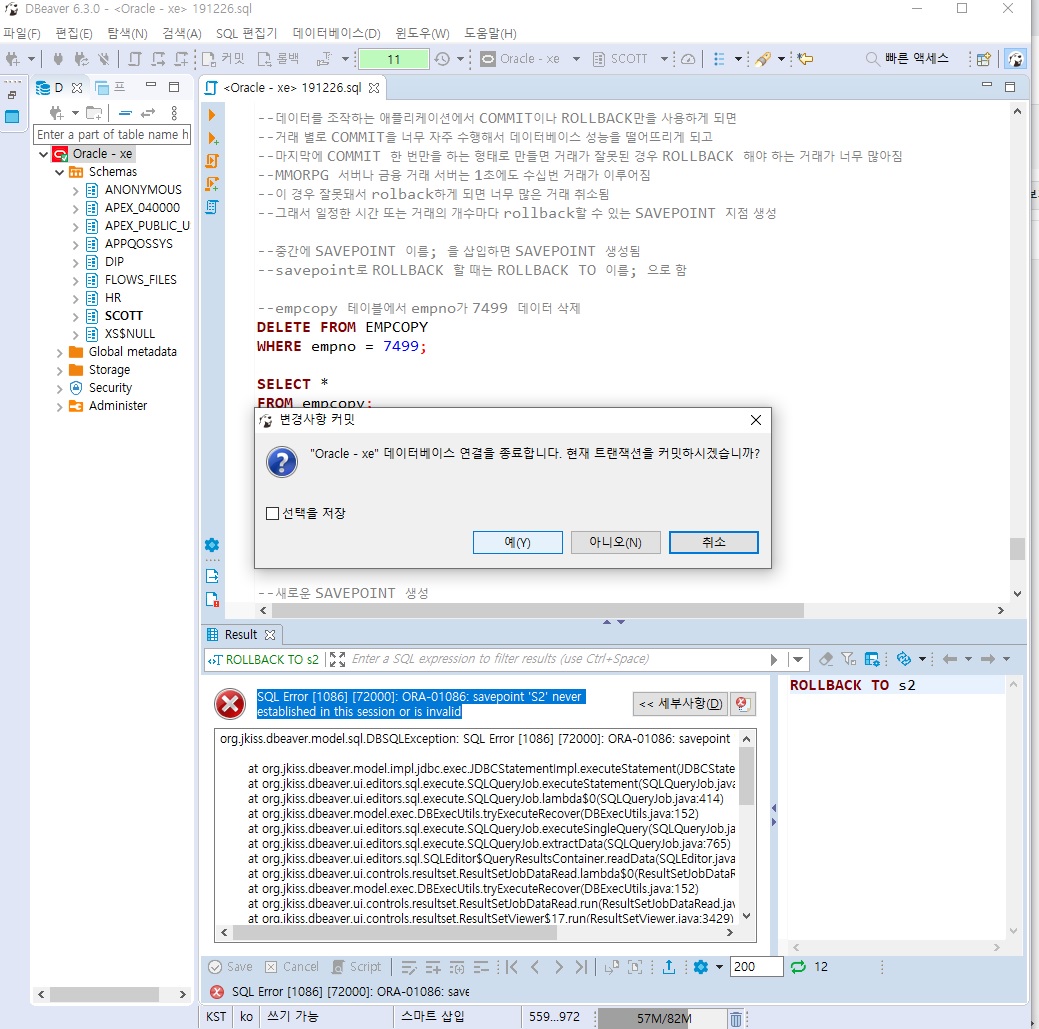 DBeaver 6.3.0 - <Oracle - xe> 191226.sql
파일(F) 편집(E) 탐색(N) 검색(A) SQL 편집기 데이터베이스(D) 윈도우(W) 도움말(H)
커밋 롤백 11 Oracle - xe SCOTT 빠른 액세스
D
<Oracle - xe> 191226.sql
Enter a part of table name h
Oracle - xe
Schemas
ANONYMOUS
APEX_040000
APEX_PUBLIC_U
APPQOSSYS
DIP
FLOWS_FILES
HR
SCOTT
XS$NULL
Global metadata
Storage
Security
Administer
--데이터를 조작하는 애플리케이션에서 COMMIT이나 ROLLBACK만을 사용하게 되면
--거래 별로 COMMIT을 너무 자주 수행해서 데이터베이스 성능을 떨어뜨리게 되고
--마지막에 COMMIT 한 번만을 하는 형태로 만들면 거래가 잘못된 경우 ROLLBACK 해야 하는 거래가 너무 많아짐
--MMORPG 서버나 금융 거래 서버는 1초에도 수십번 거래가 이루어짐
--이 경우 잘못돼서 rolback하게 되면 너무 많은 거래 취소됨
--그래서 일정한 시간 또는 거래의 개수마다 rollback할 수 있는 SAVEPOINT 지점 생성
--중간에 SAVEPOINT 이름; 을 삽입하면 SAVEPOINT 생성됨
--savepoint로 ROLLBACK 할 때는 ROLLBACK TO 이름; 으로 함
--empcopy 테이블에서 empno가 7499 데이터 삭제
DELETE FROM EMPCOPY
WHERE empno = 7499;
SELECT *
FROM empcopy;
변경사항 커밋
"Oracle - xe" 데이터베이스 연결을 종료합니다. 현재 트랜잭션을 커밋하시겠습니까?
선택을 저장
예(Y) 아니오(N) 취소
--새로운 SAVEPOINT 생성
Result
ROLLBACK TO s2 Enter a SQL expression to filter results (use Ctrl+Space)
SQL Error [1086] [72000]: ORA-01086: savepoint 'S2' never
established in this session or is invalid
<< 세부사항(D)
ROLLBACK TO s2
org.jkiss.dbeaver.model.sql.DBSQLException: SQL Error [1086] [72000]: ORA-01086: savepoint
at org.jkiss.dbeaver.model.impl.jdbc.exec.JDBCStatementImpl.executeStatement(JDBCState
at org.jkiss.dbeaver.ui.editors.sql.execute.SQLQueryJob.executeStatement(SQLQueryJob.java
at org.jkiss.dbeaver.ui.editors.sql.execute.SQLQueryJob.lambda$0(SQLQueryJob.java:414)
at org.jkiss.dbeaver.model.exec.DBExecUtils.tryExecuteRecover(DBExecUtils.java:152)
at org.jkiss.dbeaver.ui.editors.sql.execute.SQLQueryJob.executeSingleQuery(SQLQueryJob.ja
at org.jkiss.dbeaver.ui.editors.sql.execute.SQLQueryJob.extractData(SQLQueryJob.java:765)
at org.jkiss.dbeaver.ui.editors.sql.SQLEditor$QueryResultsContainer.readData(SQLEditor.java
at org.jkiss.dbeaver.ui.controls.resultset.ResultSetJobDataRead.lambda$0(ResultSetJobDataR
at org.jkiss.dbeaver.model.exec.DBExecUtils.tryExecuteRecover(DBExecUtils.java:152)
at org.jkiss.dbeaver.ui.controls.resultset.ResultSetJobDataRead.run(ResultSetJobDataRead.jav
at org.jkiss.dbeaver.ui.controls.resultset.ResultSetViewer$17.run(ResultSetViewer.java:3429)
Save Cancel Script 200 12
SQL Error [1086] [72000]: ORA-01086: save
KST ko 쓰기 가능 스마트 삽입 559...972 57M/82M